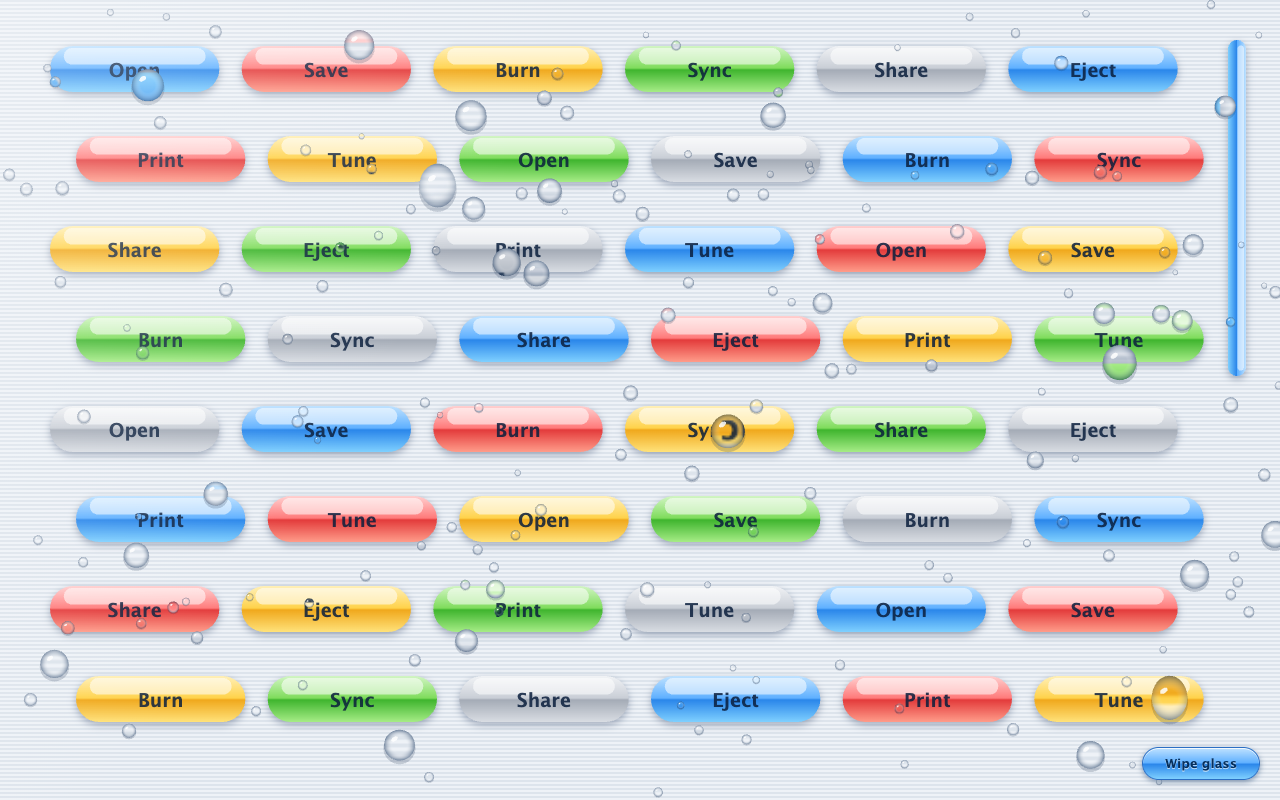 Open Save Burn Sync Share Eject
Print Tune Open Save Burn Sync
Share Eject Print Tune Open Save
Burn Sync Share Eject Print Tune
Open Save Burn Sync Share Eject
Print Tune Open Save Burn Sync
Share Eject Print Tune Open Save
Burn Sync Share Eject Print Tune
Wipe glass